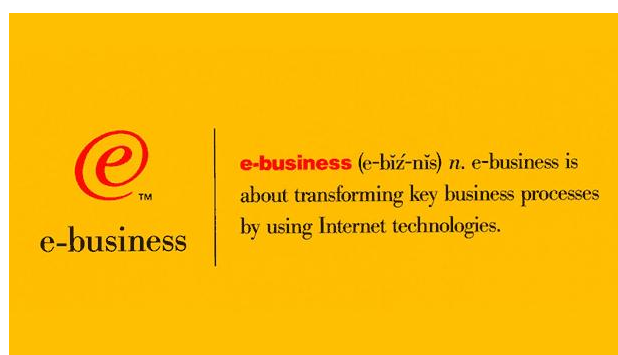 e
TM
e-business
e-business (e-bĭź-nĭs) n. e-business is
about transforming key business processes
by using Internet technologies.